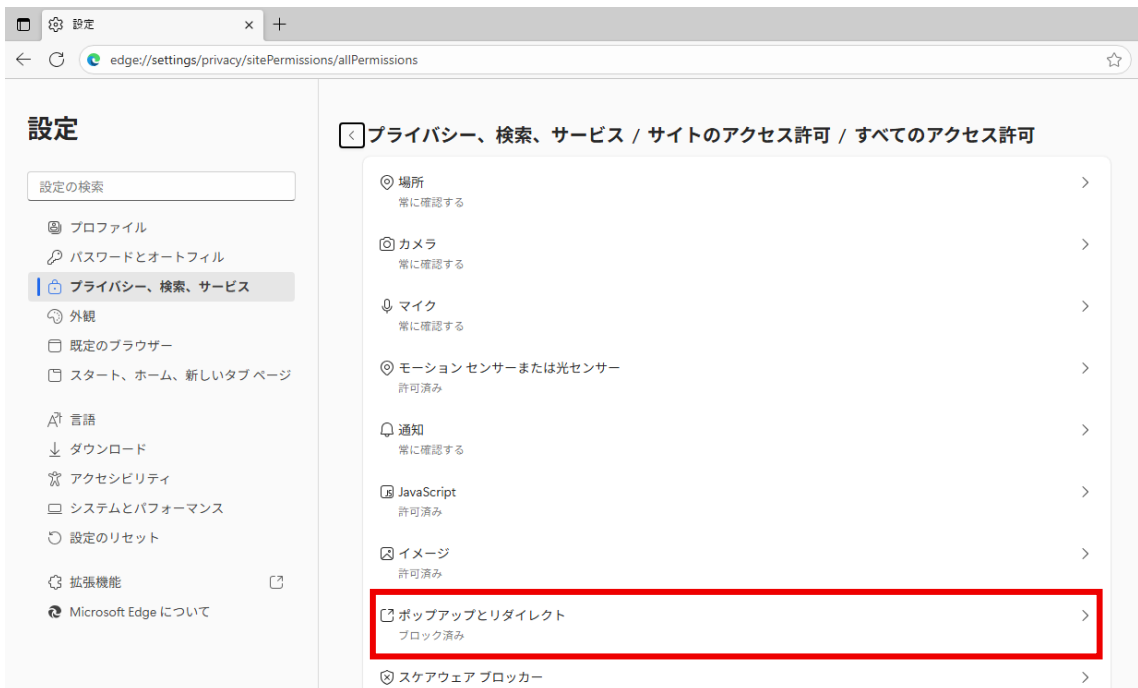 設定
edge://settings/privacy/sitePermissions/allPermissions
設定
設定の検索
プロファイル
パスワードとオートフィル
プライバシー、検索、サービス
外観
既定のブラウザー
スタート、ホーム、新しいタブ ページ
言語
ダウンロード
アクセシビリティ
システムとパフォーマンス
設定のリセット
拡張機能
Microsoft Edge について
プライバシー、検索、サービス / サイトのアクセス許可 / すべてのアクセス許可
場所
常に確認する
カメラ
常に確認する
マイク
常に確認する
モーション センサーまたは光センサー
許可済み
通知
常に確認する
JavaScript
許可済み
イメージ
許可済み
ポップアップとリダイレクト
ブロック済み
スケアウェア ブロッカー